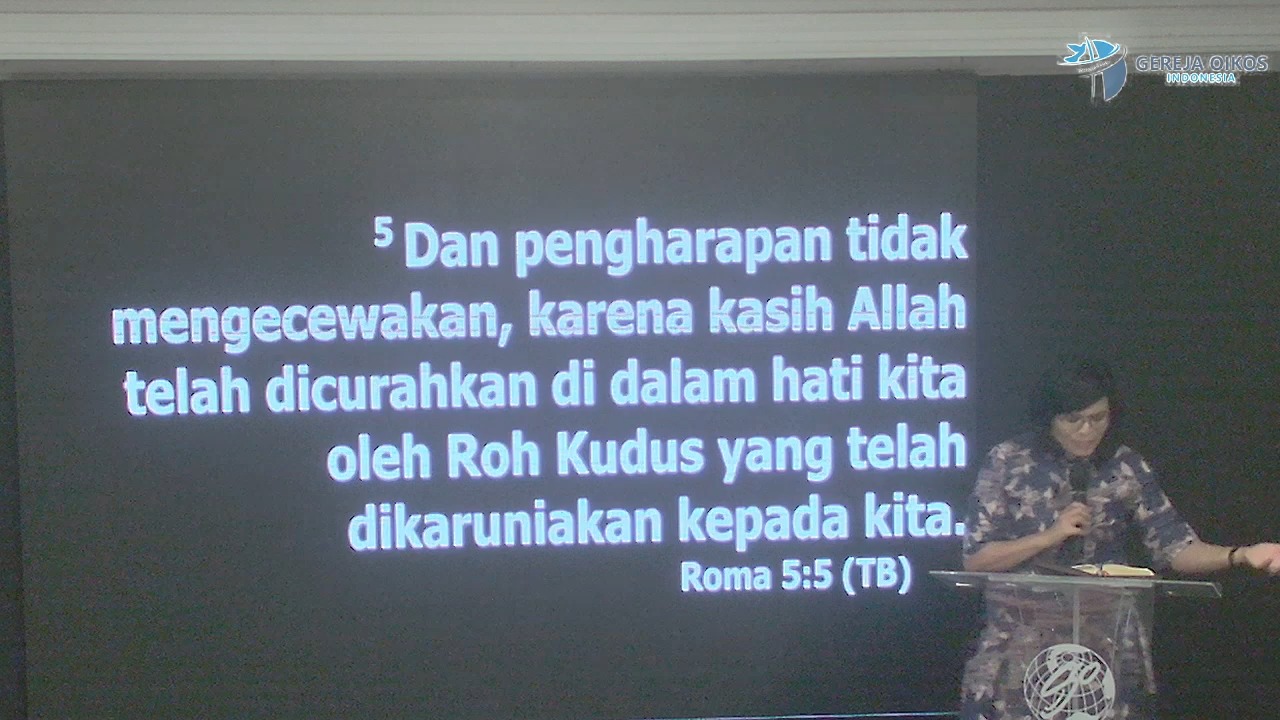 GEREJA OIKOS
INDONESIA
5 Dan pengharapan tidak
mengecewakan, karena kasih Allah
telah dicurahkan di dalam hati kita
oleh Roh Kudus yang telah
dikaruniakan kepada kita.
Roma 5:5 (TB)